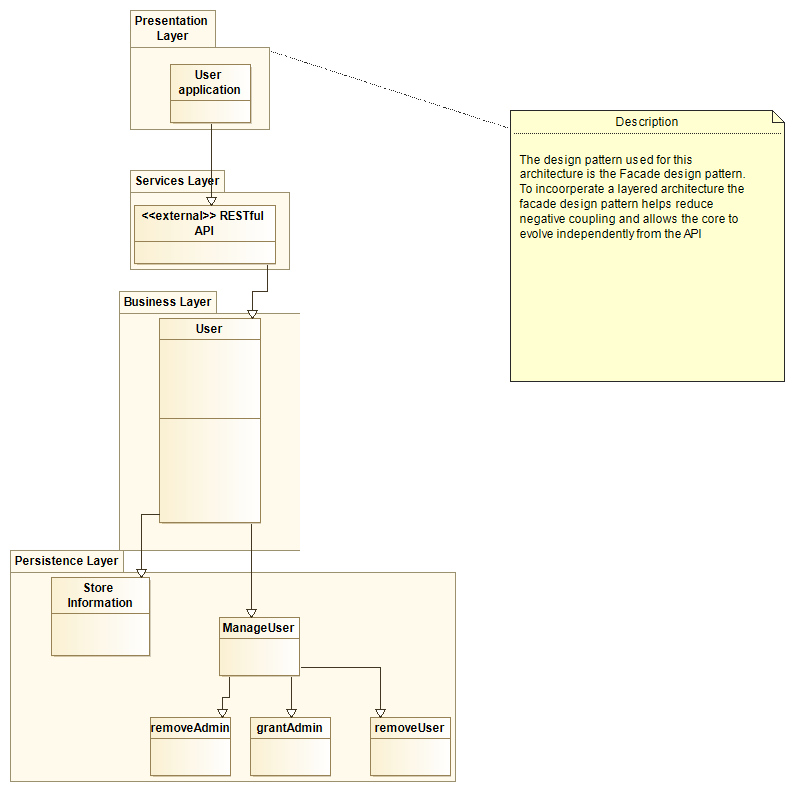 Presentation
Layer
User
application
Description
The design pattern used for this
architecture is the Facade design pattern.
To incoorperate a layered architecture the
facade design pattern helps reduce
negative coupling and allows the core to
evolve independently from the API
Services Layer
<<external>> RESTful
API
Business Layer
User
Persistence Layer
Store
Information
ManageUser
removeAdmin
grantAdmin
removeUser